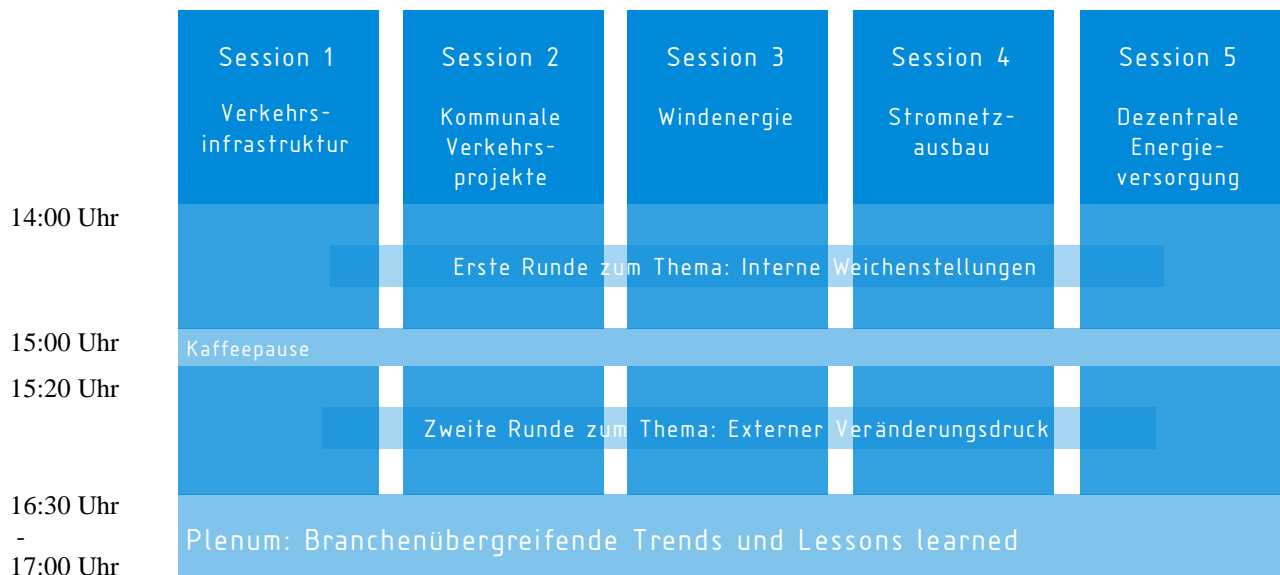 Session 1
Verkehrs-
infrastruktur
Session 2
Kommunale
Verkehrs-
projekte
Session 3
Windenergie
Session 4
Stromnetz-
ausbau
Session 5
Dezentrale
Energie-
versorgung
14:00 Uhr
Erste Runde zum Thema: Interne Weichenstellungen
15:00 Uhr
Kaffeepause
15:20 Uhr
Zweite Runde zum Thema: Externer Veränderungsdruck
16:30 Uhr
-
17:00 Uhr
Plenum: Branchenübergreifende Trends und Lessons learned